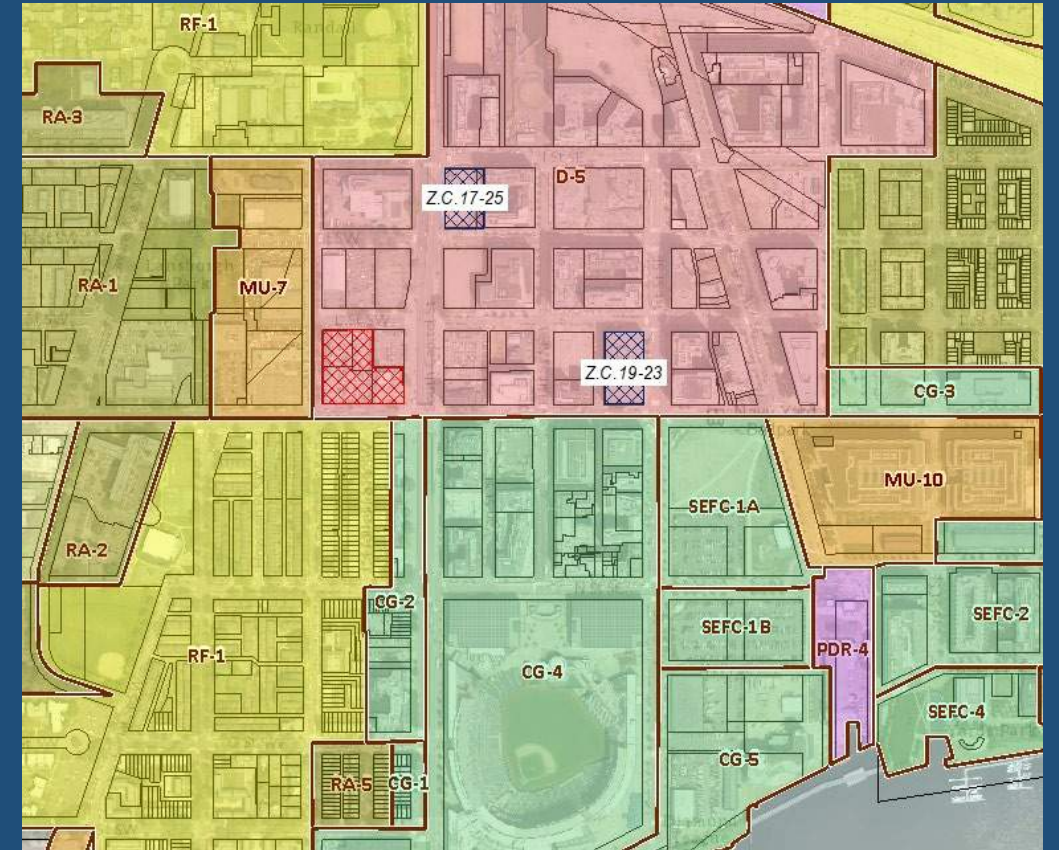 RF-1
RA-3
D-5
Z.C.17-25
RA-1
MU-7
Z.C.19-23
CG-3
MU-10
SEFC-1A
RA-2
CG-2
SEFC-2
SEFC-1B
PDR-4
RF-1
CG-4
SEFC-4
CG-5
RA-5
CG-1